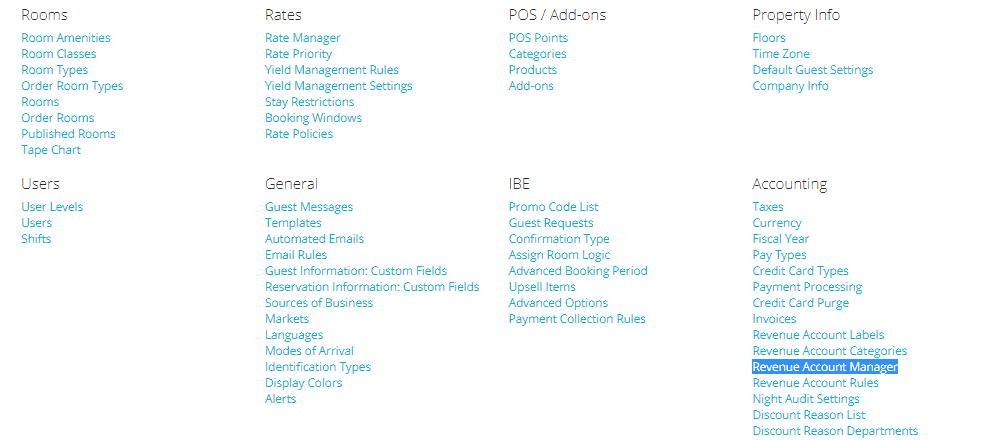 Rooms
Room Amenities
Room Classes
Room Types
Order Room Types
Rooms
Order Rooms
Published Rooms
Tape Chart
Rates
Rate Manager
Rate Priority
Yield Management Rules
Yield Management Settings
Stay Restrictions
Booking Windows
Rate Policies
POS / Add-ons
POS Points
Categories
Products
Add-ons
Property Info
Floors
Time Zone
Default Guest Settings
Company Info
Users
User Levels
Users
Shifts
General
Guest Messages
Templates
Automated Emails
Email Rules
Guest Information: Custom Fields
Reservation Information: Custom Fields
Sources of Business
Markets
Languages
Modes of Arrival
Identification Types
Display Colors
Alerts
IBE
Promo Code List
Guest Requests
Confirmation Type
Assign Room Logic
Advanced Booking Period
Upsell Items
Advanced Options
Payment Collection Rules
Accounting
Taxes
Currency
Fiscal Year
Pay Types
Credit Card Types
Payment Processing
Credit Card Purge
Invoices
Revenue Account Labels
Revenue Account Categories
Revenue Account Manager
Revenue Account Rules
Night Audit Settings
Discount Reason List
Discount Reason Departments